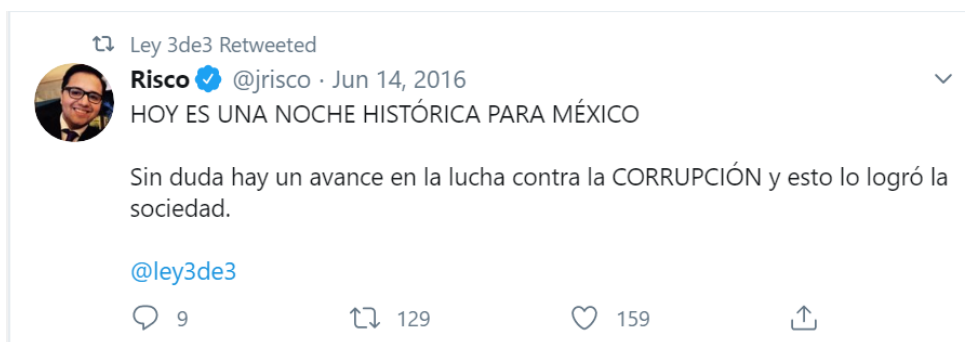 Ley 3de3 Retweeted
Risco @jrisco · Jun 14, 2016
HOY ES UNA NOCHE HISTÓRICA PARA MÉXICO
Sin duda hay un avance en la lucha contra la CORRUPCIÓN y esto lo logró la
sociedad.
@ley3de3
9 129 159